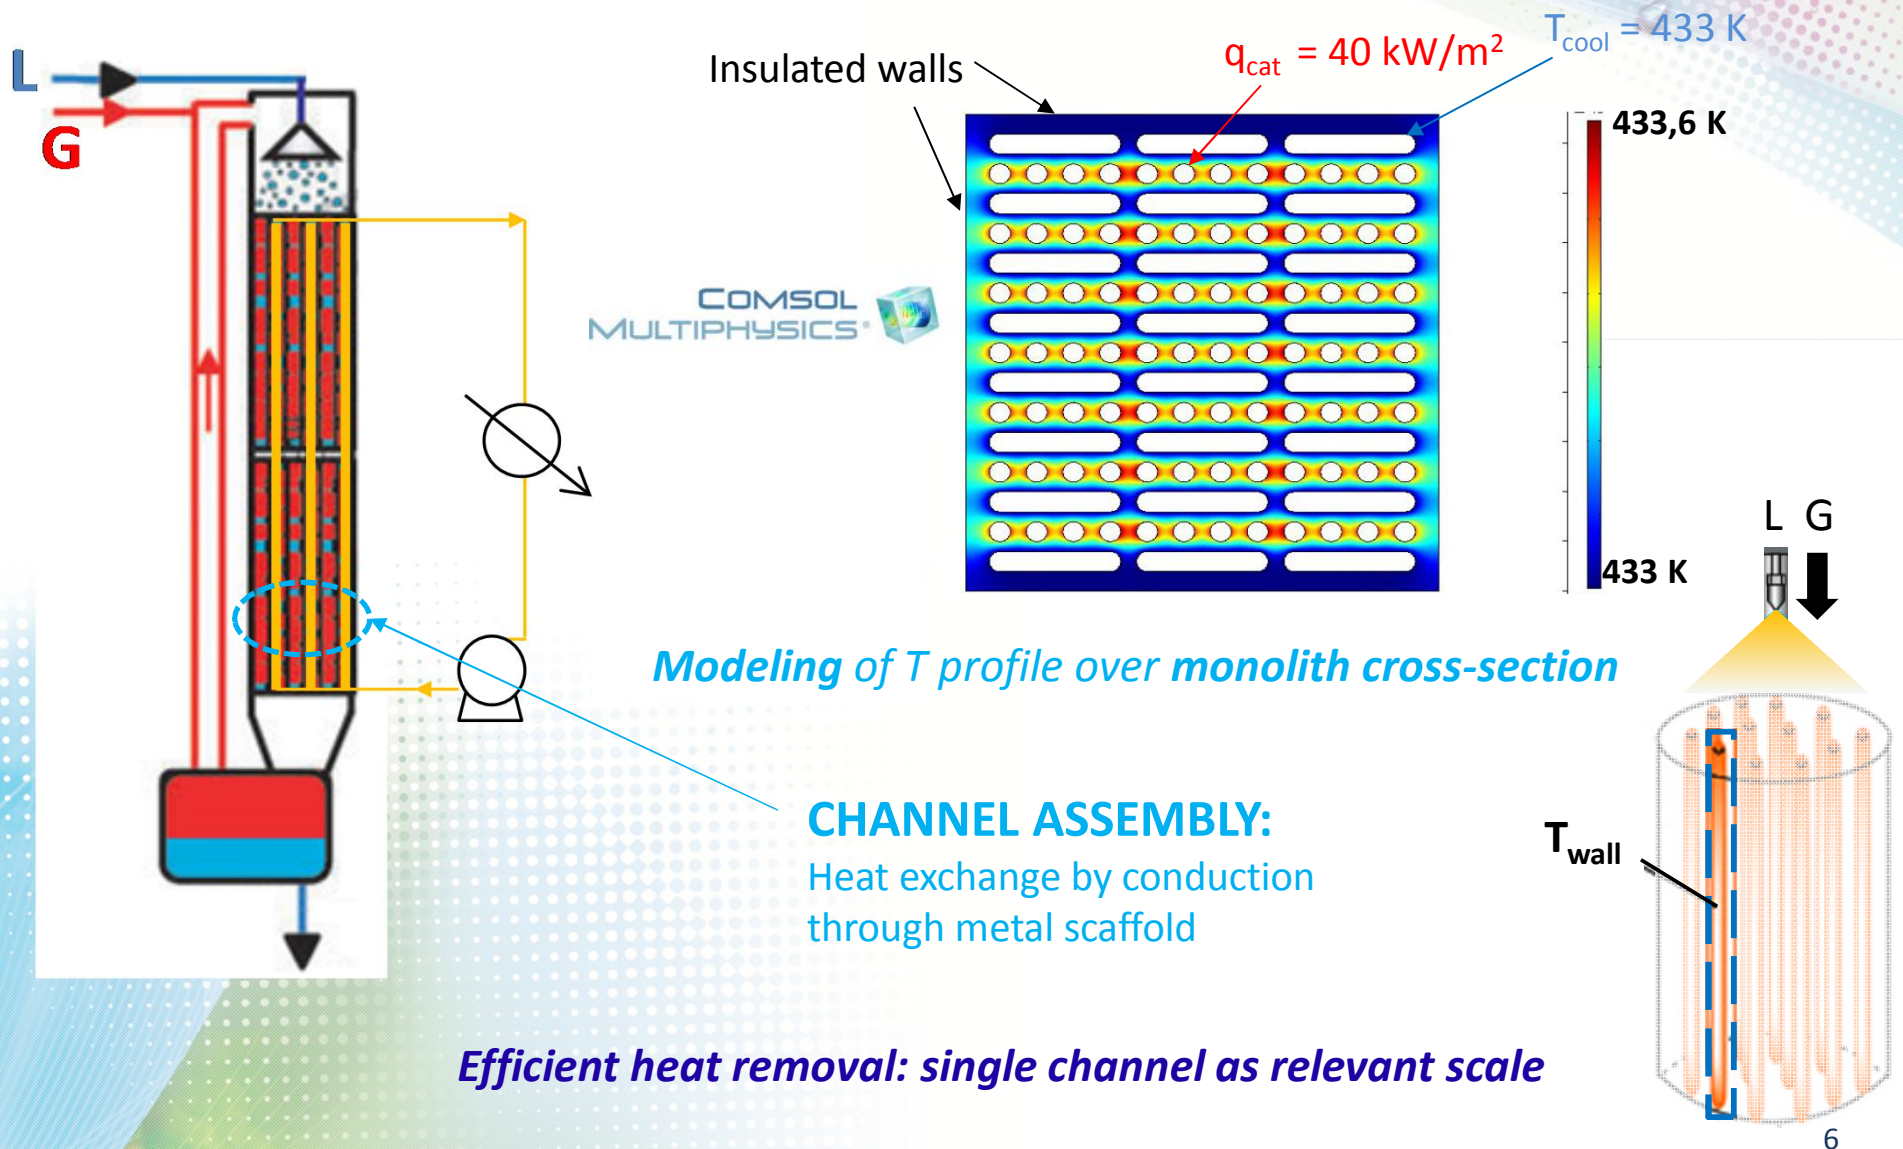 L
G
Insulated walls
q_cat = 40 kW/m²
T_cool = 433 K
433,6 K
433 K
COMSOL
MULTIPHYSICS®
L G
Modeling of T profile over monolith cross-section
CHANNEL ASSEMBLY:
Heat exchange by conduction
through metal scaffold
T_wall
Efficient heat removal: single channel as relevant scale
6